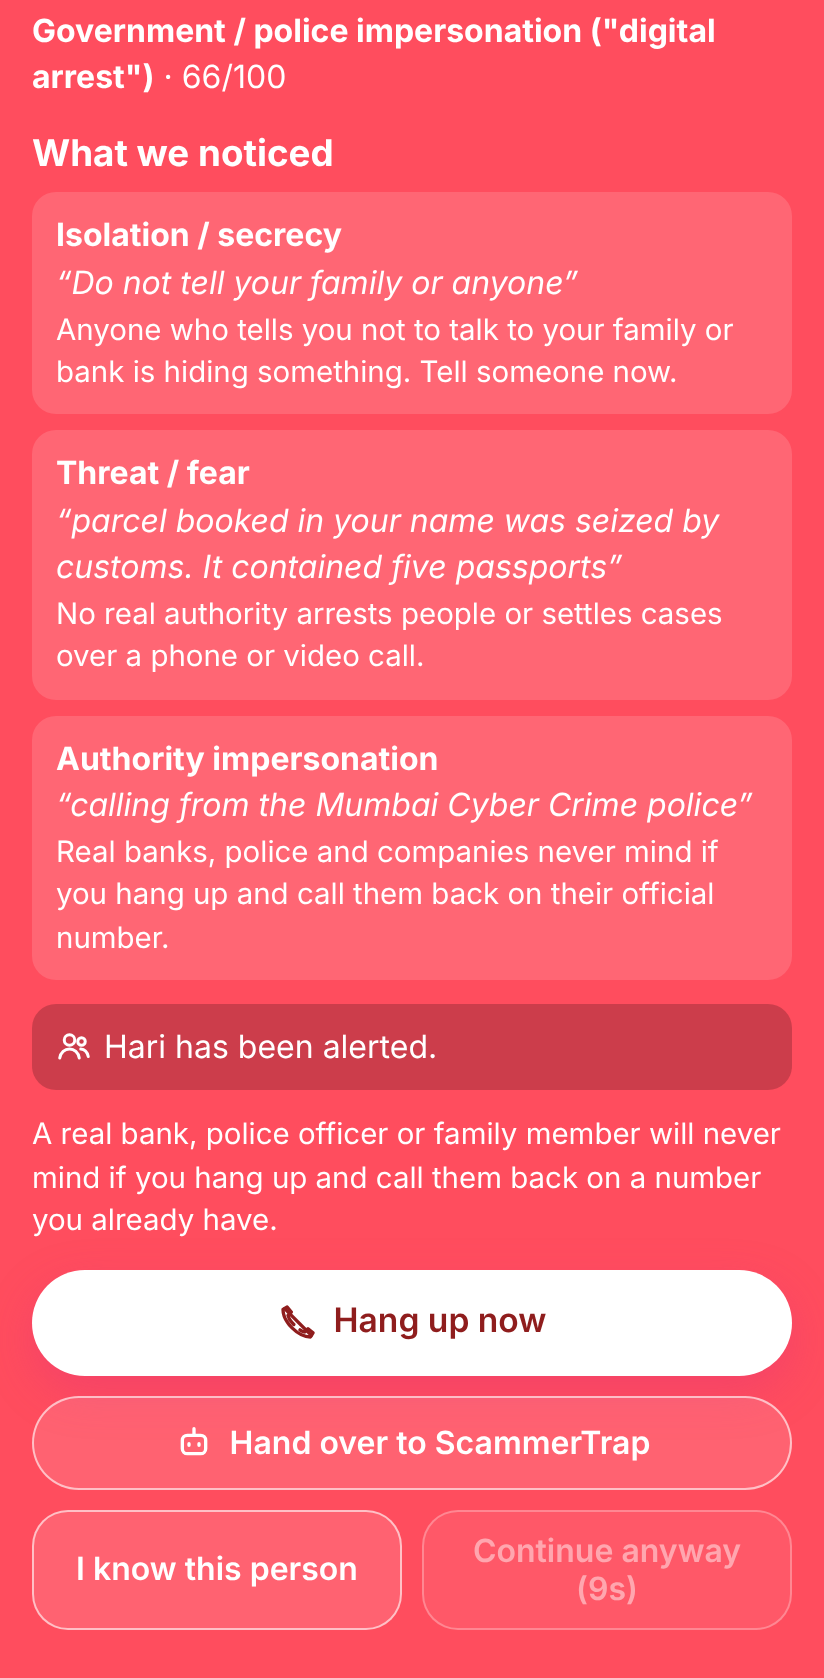 Government / police impersonation ("digital
arrest") · 66/100
What we noticed
Isolation / secrecy
“Do not tell your family or anyone”
Anyone who tells you not to talk to your family or
bank is hiding something. Tell someone now.
Threat / fear
“parcel booked in your name was seized by
customs. It contained five passports”
No real authority arrests people or settles cases
over a phone or video call.
Authority impersonation
“calling from the Mumbai Cyber Crime police”
Real banks, police and companies never mind if
you hang up and call them back on their official
number.
Hari has been alerted.
A real bank, police officer or family member will never
mind if you hang up and call them back on a number
you already have.
Hang up now
Hand over to ScammerTrap
I know this person
Continue anyway
(9s)